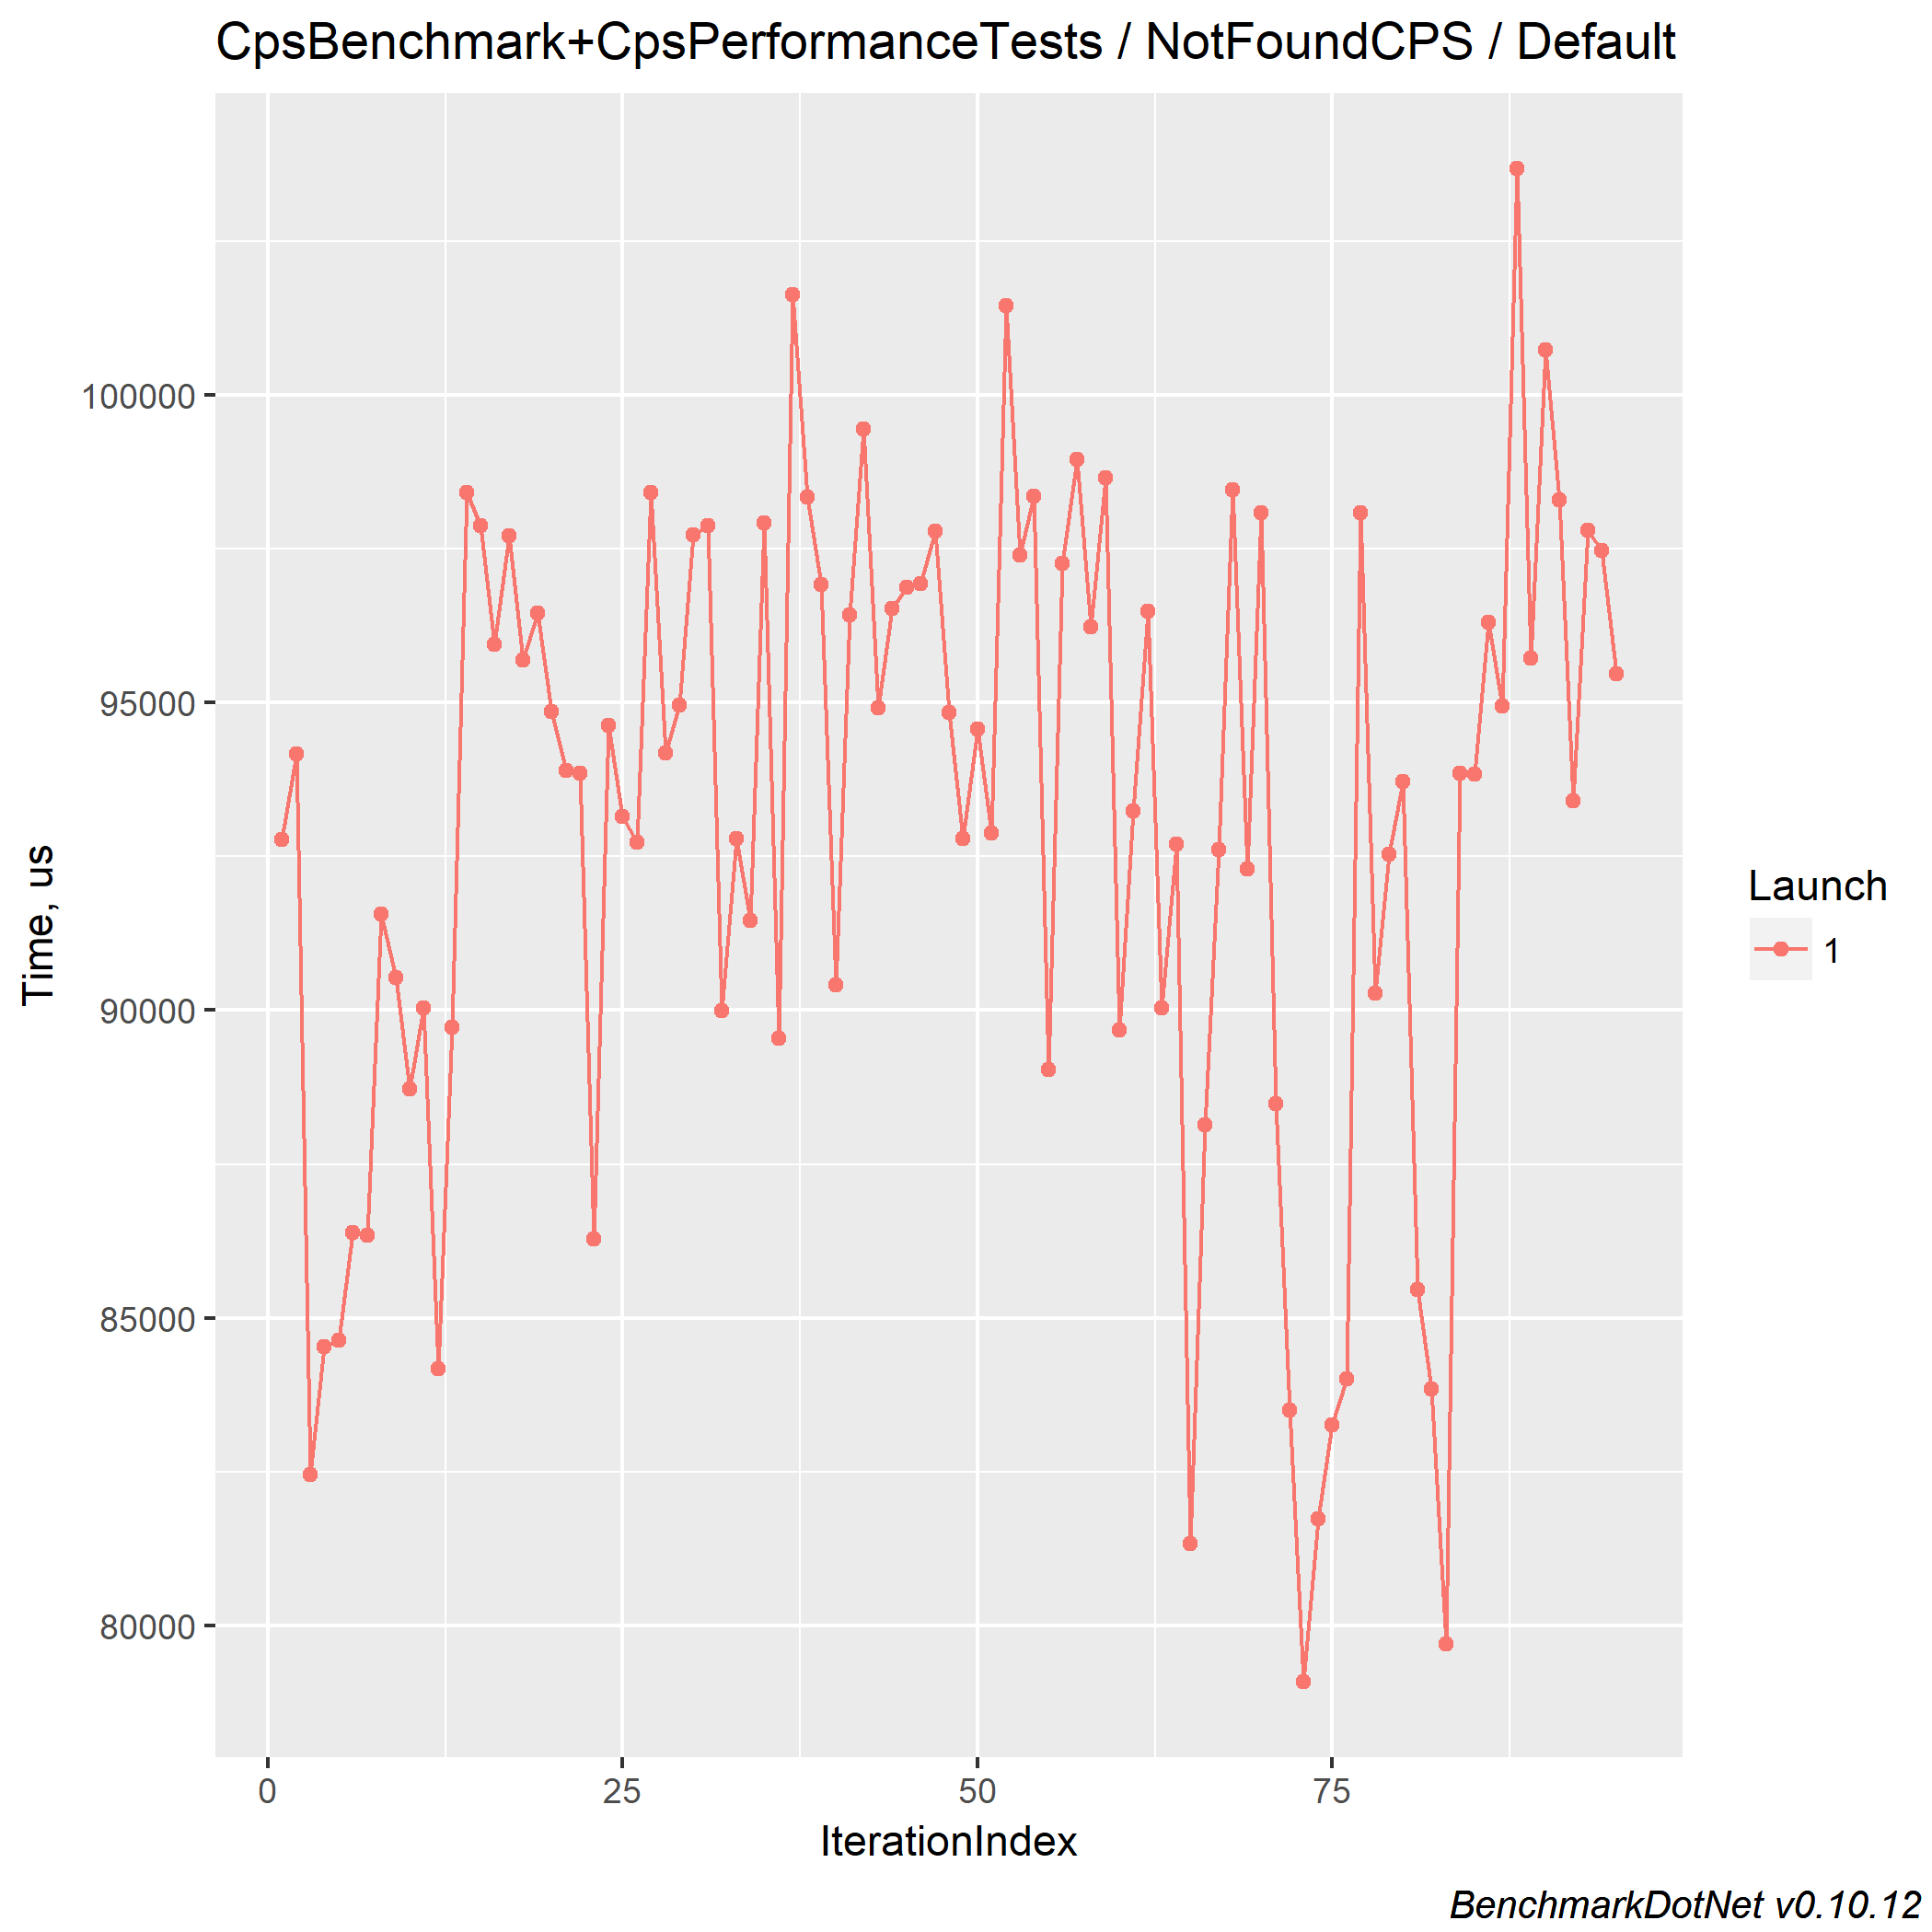 CpsBenchmark+CpsPerformanceTests / NotFoundCPS / Default
100000
95000
90000
85000
80000
Time, us
0 25 50 75
IterationIndex
Launch
1
BenchmarkDotNet v0.10.12